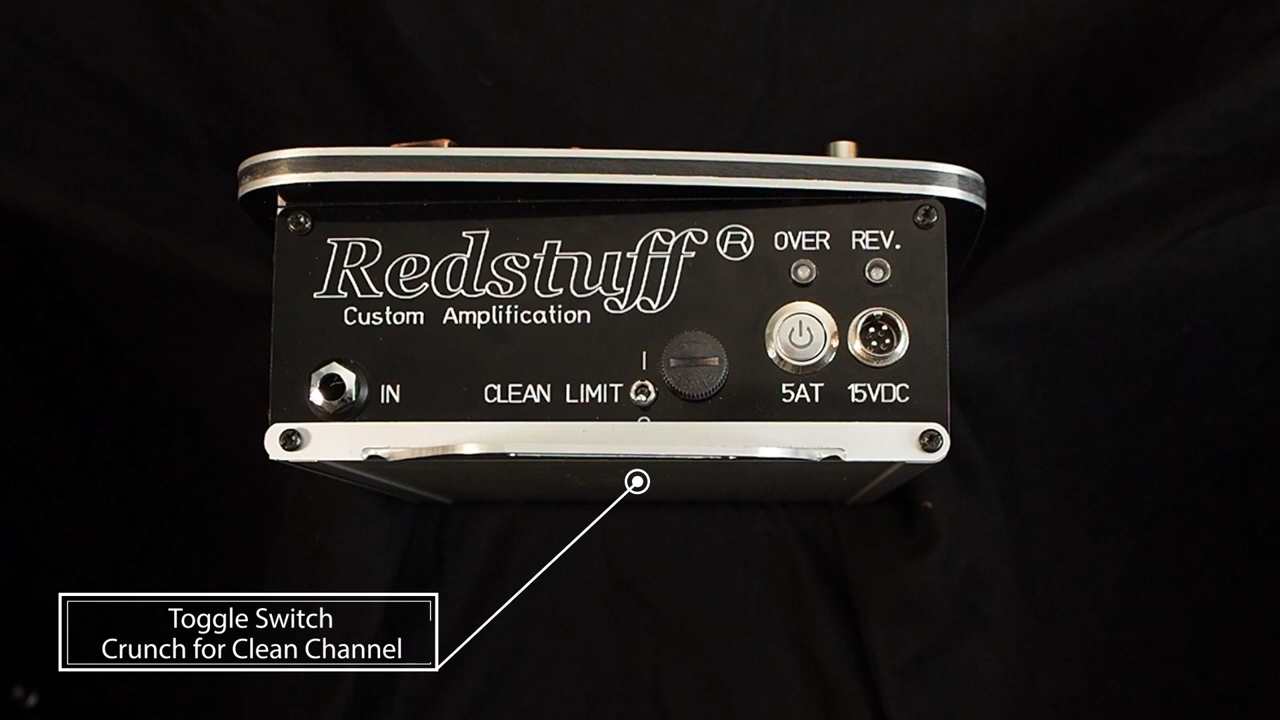 Redstuff ®
Custom Amplification
OVER REV.
I
IN
CLEAN LIMIT
5AT 15VDC
O
Toggle Switch
Crunch for Clean Channel